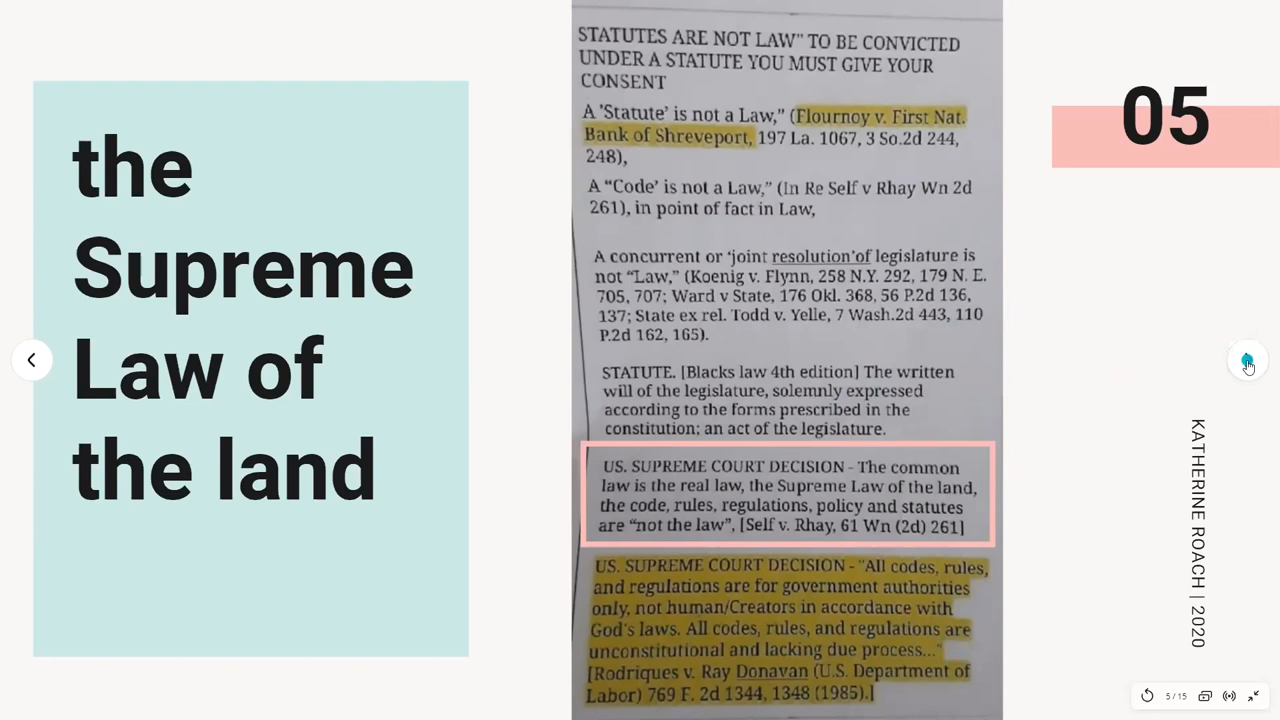 the
Supreme
Law of
the land
STATUTES ARE NOT LAW" TO BE CONVICTED
UNDER A STATUTE YOU MUST GIVE YOUR
CONSENT
A 'Statute' is not a Law," (Flournoy v. First Nat.
Bank of Shreveport, 197 La. 1067, 3 So.2d 244,
248),
A “Code’ is not a Law,” (In Re Self v Rhay Wn 2d
261), in point of fact in Law,
A concurrent or ‘joint resolution’of legislature is
not “Law,” (Koenig v. Flynn, 258 N.Y. 292, 179 N. E.
705, 707; Ward v State, 176 Okl. 368, 56 P.2d 136,
137; State ex rel. Todd v. Yelle, 7 Wash.2d 443, 110
P.2d 162, 165).
STATUTE. [Blacks law 4th edition] The written
will of the legislature, solemnly expressed
according to the forms prescribed in the
constitution; an act of the legislature.
US. SUPREME COURT DECISION - The common
law is the real law, the Supreme Law of the land,
the code, rules, regulations, policy and statutes
are “not the law”, [Self v. Rhay, 61 Wn (2d) 261]
US. SUPREME COURT DECISION - "All codes, rules,
and regulations are for government authorities
only, not human/Creators in accordance with
God's laws. All codes, rules, and regulations are
unconstitutional and lacking due process..."
[Rodriques v. Ray Donavan (U.S. Department of
Labor) 769 F. 2d 1344, 1348 (1985).]
05
KATHERINE ROACH | 2020
5 / 15